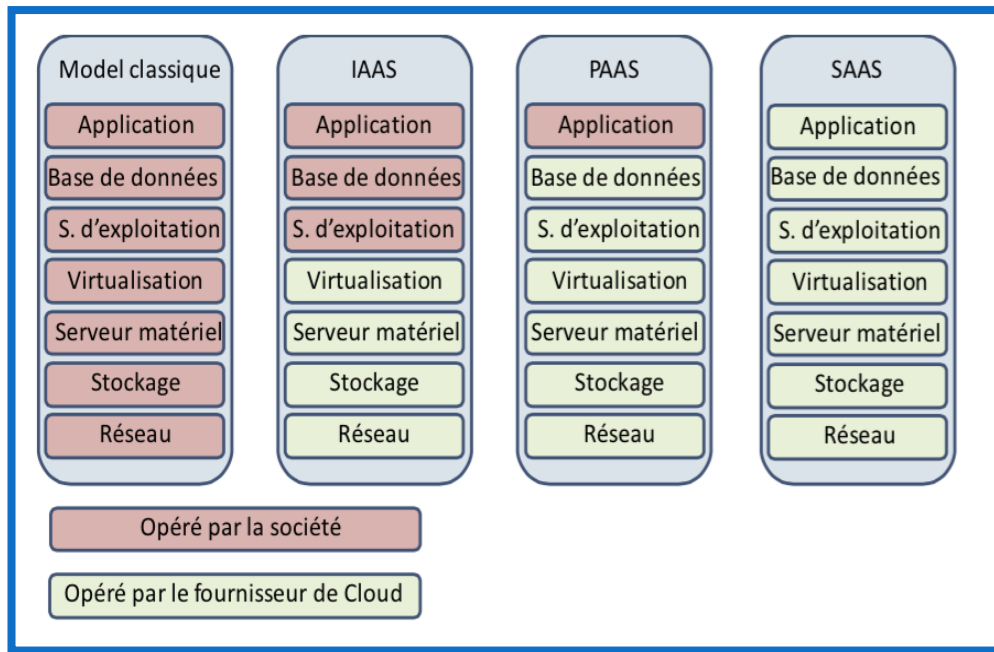 Model classique
Application
Base de données
S. d'exploitation
Virtualisation
Serveur matériel
Stockage
Réseau
IAAS
Application
Base de données
S. d'exploitation
Virtualisation
Serveur matériel
Stockage
Réseau
PAAS
Application
Base de données
S. d'exploitation
Virtualisation
Serveur matériel
Stockage
Réseau
SAAS
Application
Base de données
S. d'exploitation
Virtualisation
Serveur matériel
Stockage
Réseau
Opéré par la société
Opéré par le fournisseur de Cloud